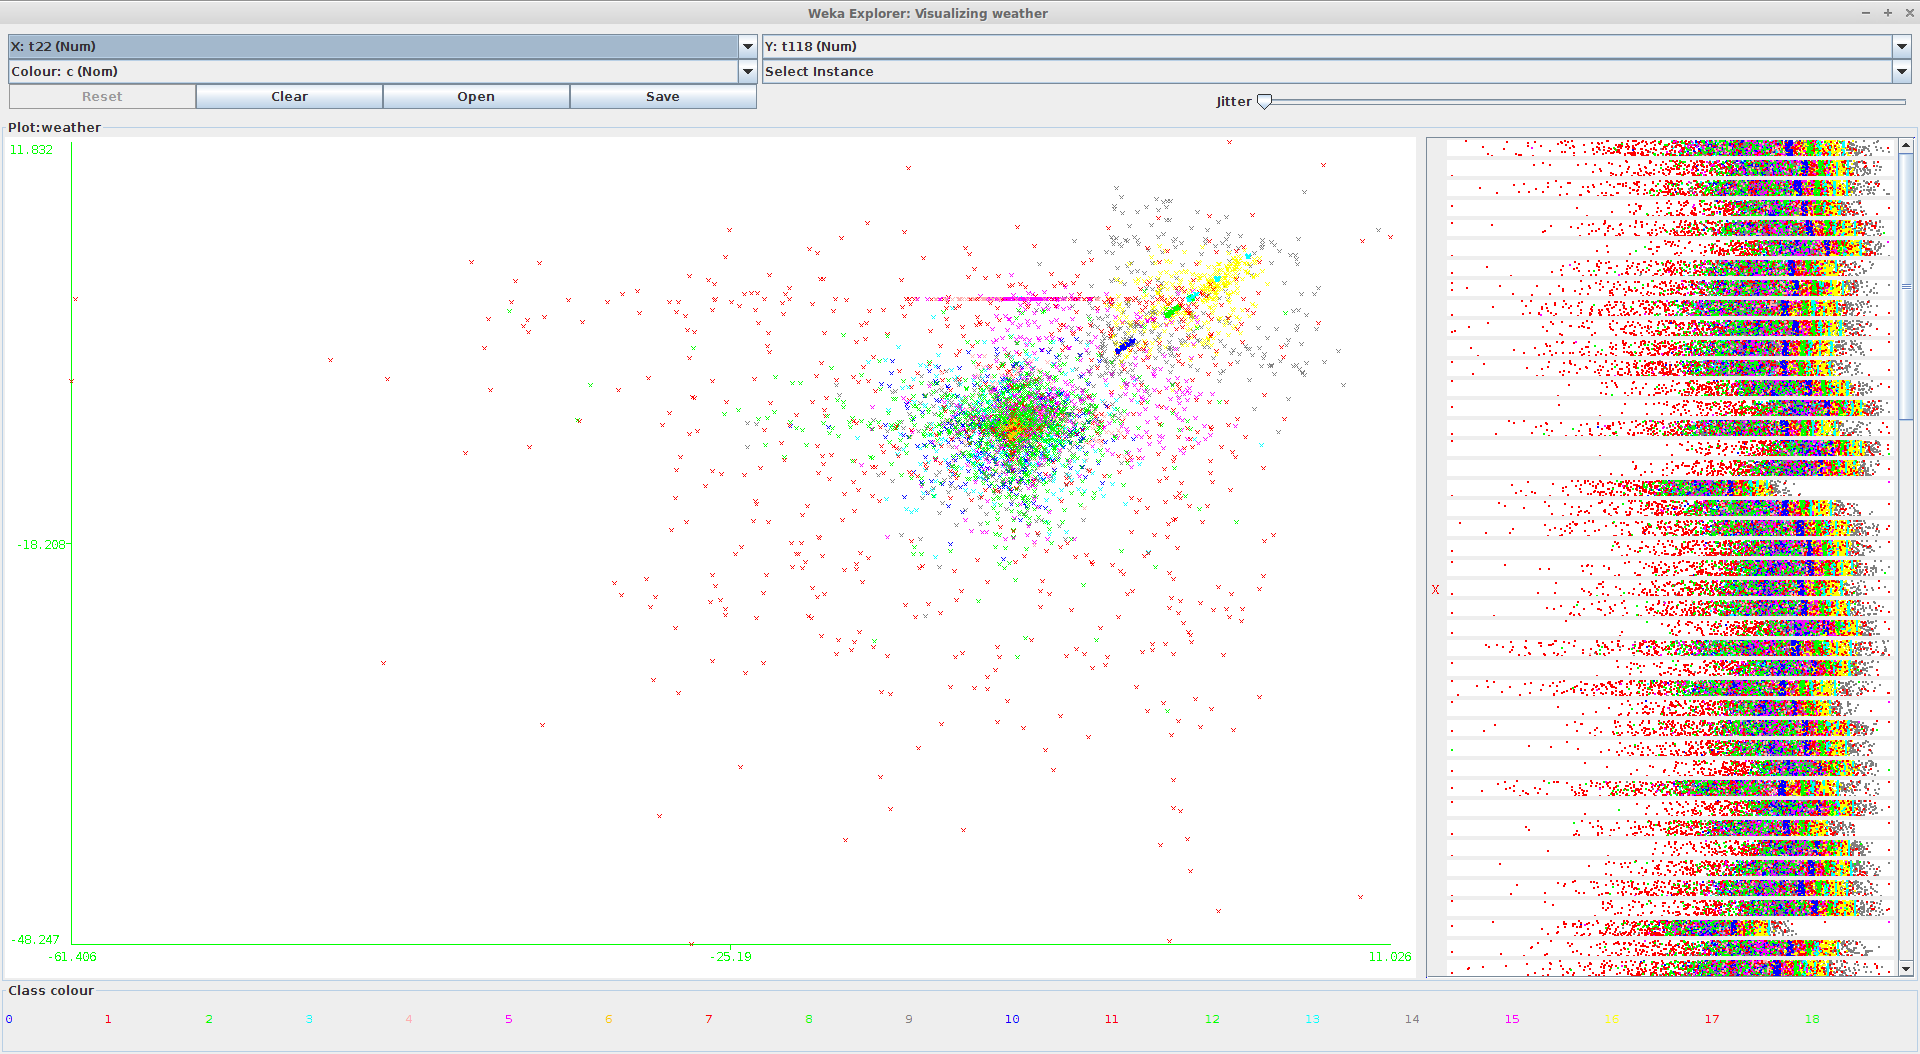 Weka Explorer: Visualizing weather
X: t22 (Num)
Y: t118 (Num)
Colour: c (Nom)
Select Instance
Reset
Clear
Open
Save
Jitter
Plot:weather
11.832
-18.208
-48.247
-61.406
-25.19
11.026
X
Class colour
0 1 2 3 4 5 6 7 8 9 10 11 12 13 14 15 16 17 18